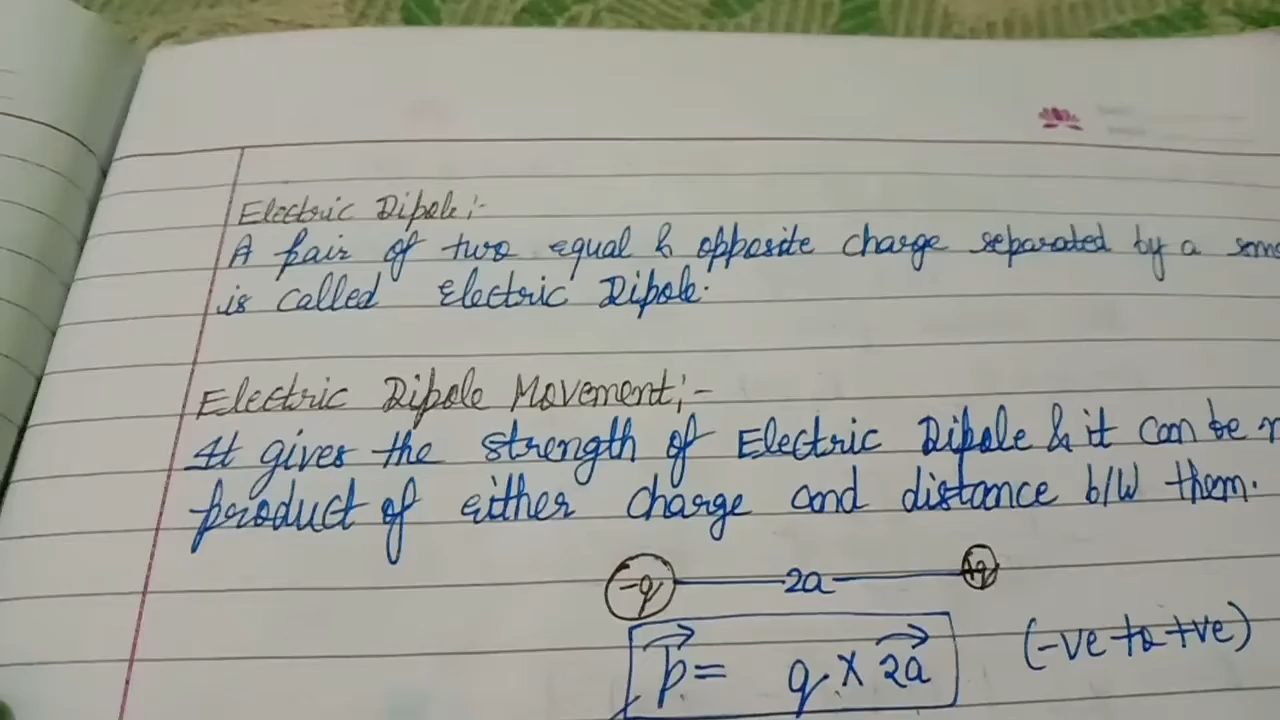 Electric Dipole:-
A pair of two equal & opposite charge separated by a some
is called Electric Dipole.
Electric Dipole Movement:-
It gives the strength of Electric Dipole & it can be
product of either charge and distance b/w them.
-q 2a +q
p = q × 2a (-ve to +ve)